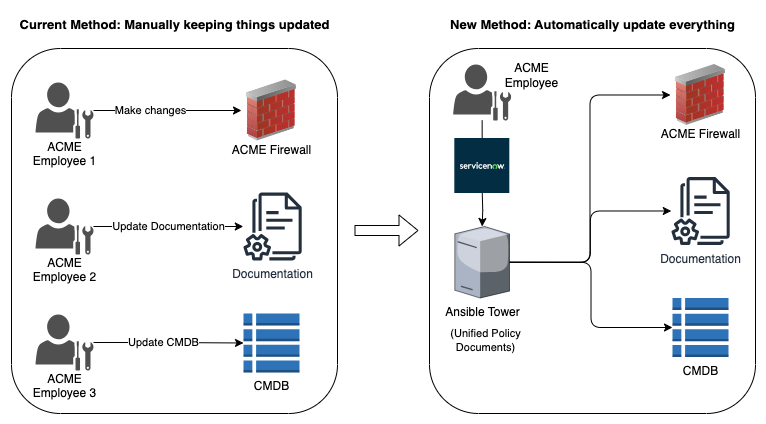 Current Method: Manually keeping things updated
ACME
Employee 1
Make changes
ACME Firewall
ACME
Employee 2
Update Documentation
Documentation
ACME
Employee 3
Update CMDB
CMDB
New Method: Automatically update everything
ACME
Employee
servicenow
Ansible Tower
(Unified Policy
Documents)
ACME Firewall
Documentation
CMDB